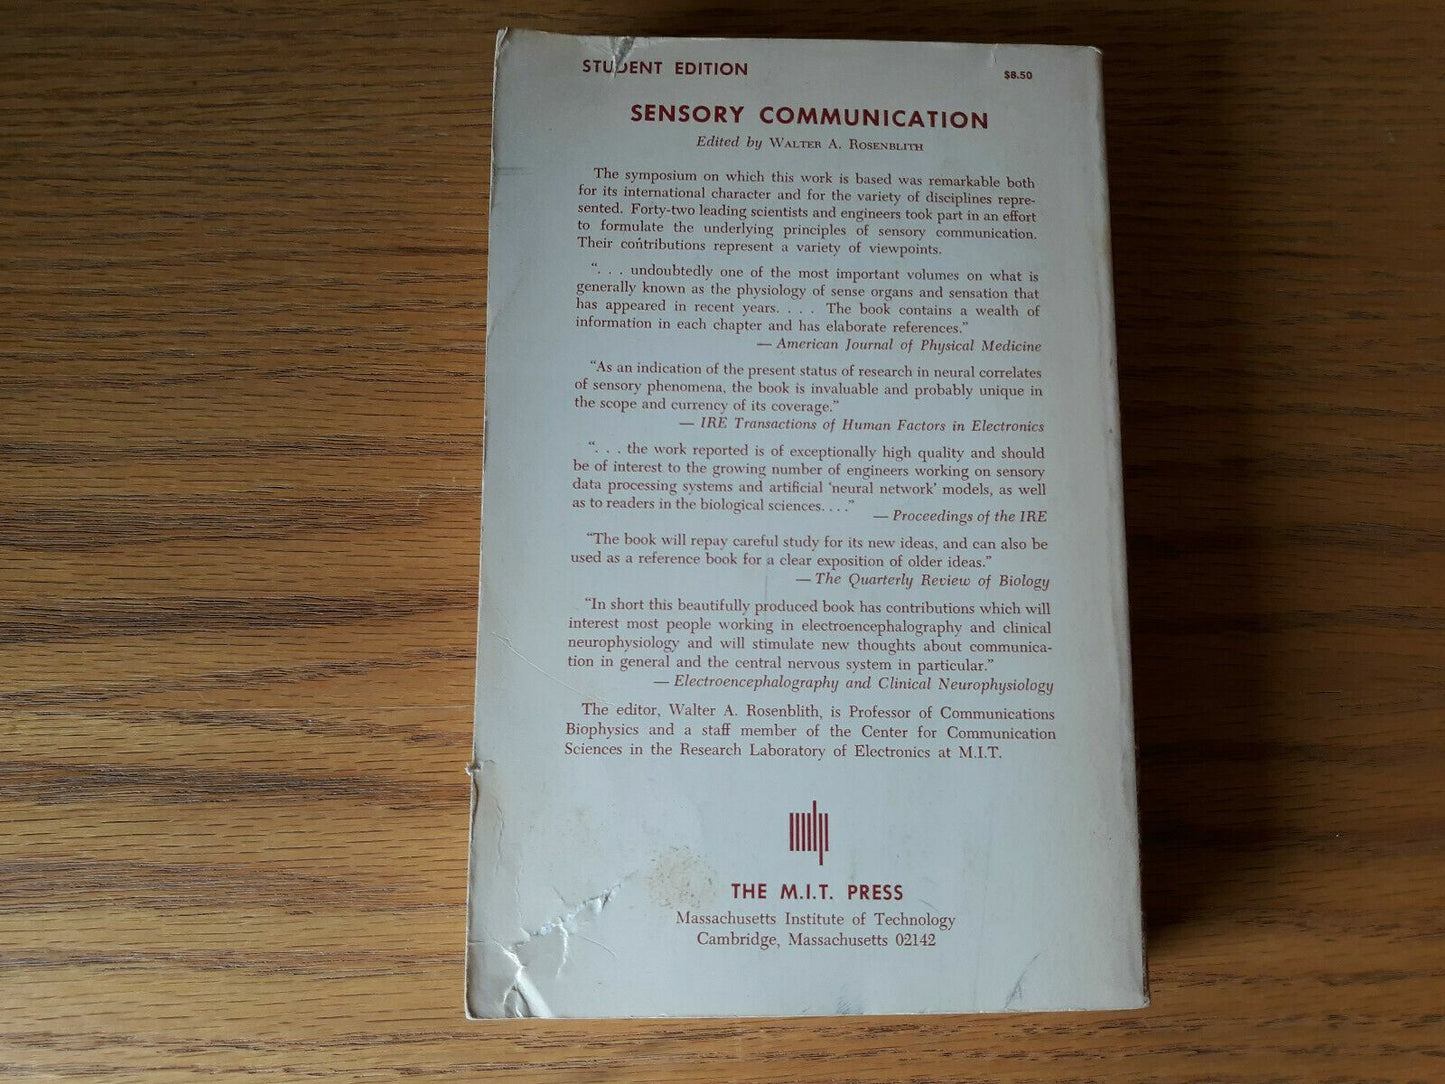 STUDENT EDITION
$8.50
SENSORY COMMUNICATION
Edited by WALTER A. ROSENBLITH
The symposium on which this work is based was remarkable both
for its international character and for the variety of disciplines repre-
sented. Forty-two leading scientists and engineers took part in an effort
to formulate the underlying principles of sensory communication.
Their contributions represent a variety of viewpoints.
“. . . undoubtedly one of the most important volumes on what is
generally known as the physiology of sense organs and sensation that
has appeared in recent years. . . . The book contains a wealth of
information in each chapter and has elaborate references.”
— American Journal of Physical Medicine
“As an indication of the present status of research in neural correlates
of sensory phenomena, the book is invaluable and probably unique in
the scope and currency of its coverage.”
— IRE Transactions of Human Factors in Electronics
“. . . the work reported is of exceptionally high quality and should
be of interest to the growing number of engineers working on sensory
data processing systems and artificial ‘neural network’ models, as well
as to readers in the biological sciences. . . .”
— Proceedings of the IRE
“The book will repay careful study for its new ideas, and can also be
used as a reference book for a clear exposition of older ideas.”
— The Quarterly Review of Biology
“In short this beautifully produced book has contributions which will
interest most people working in electroencephalography and clinical
neurophysiology and will stimulate new thoughts about communica-
tion in general and the central nervous system in particular.”
— Electroencephalography and Clinical Neurophysiology
The editor, Walter A. Rosenblith, is Professor of Communications
Biophysics and a staff member of the Center for Communication
Sciences in the Research Laboratory of Electronics at M.I.T.
THE M.I.T. PRESS
Massachusetts Institute of Technology
Cambridge, Massachusetts 02142